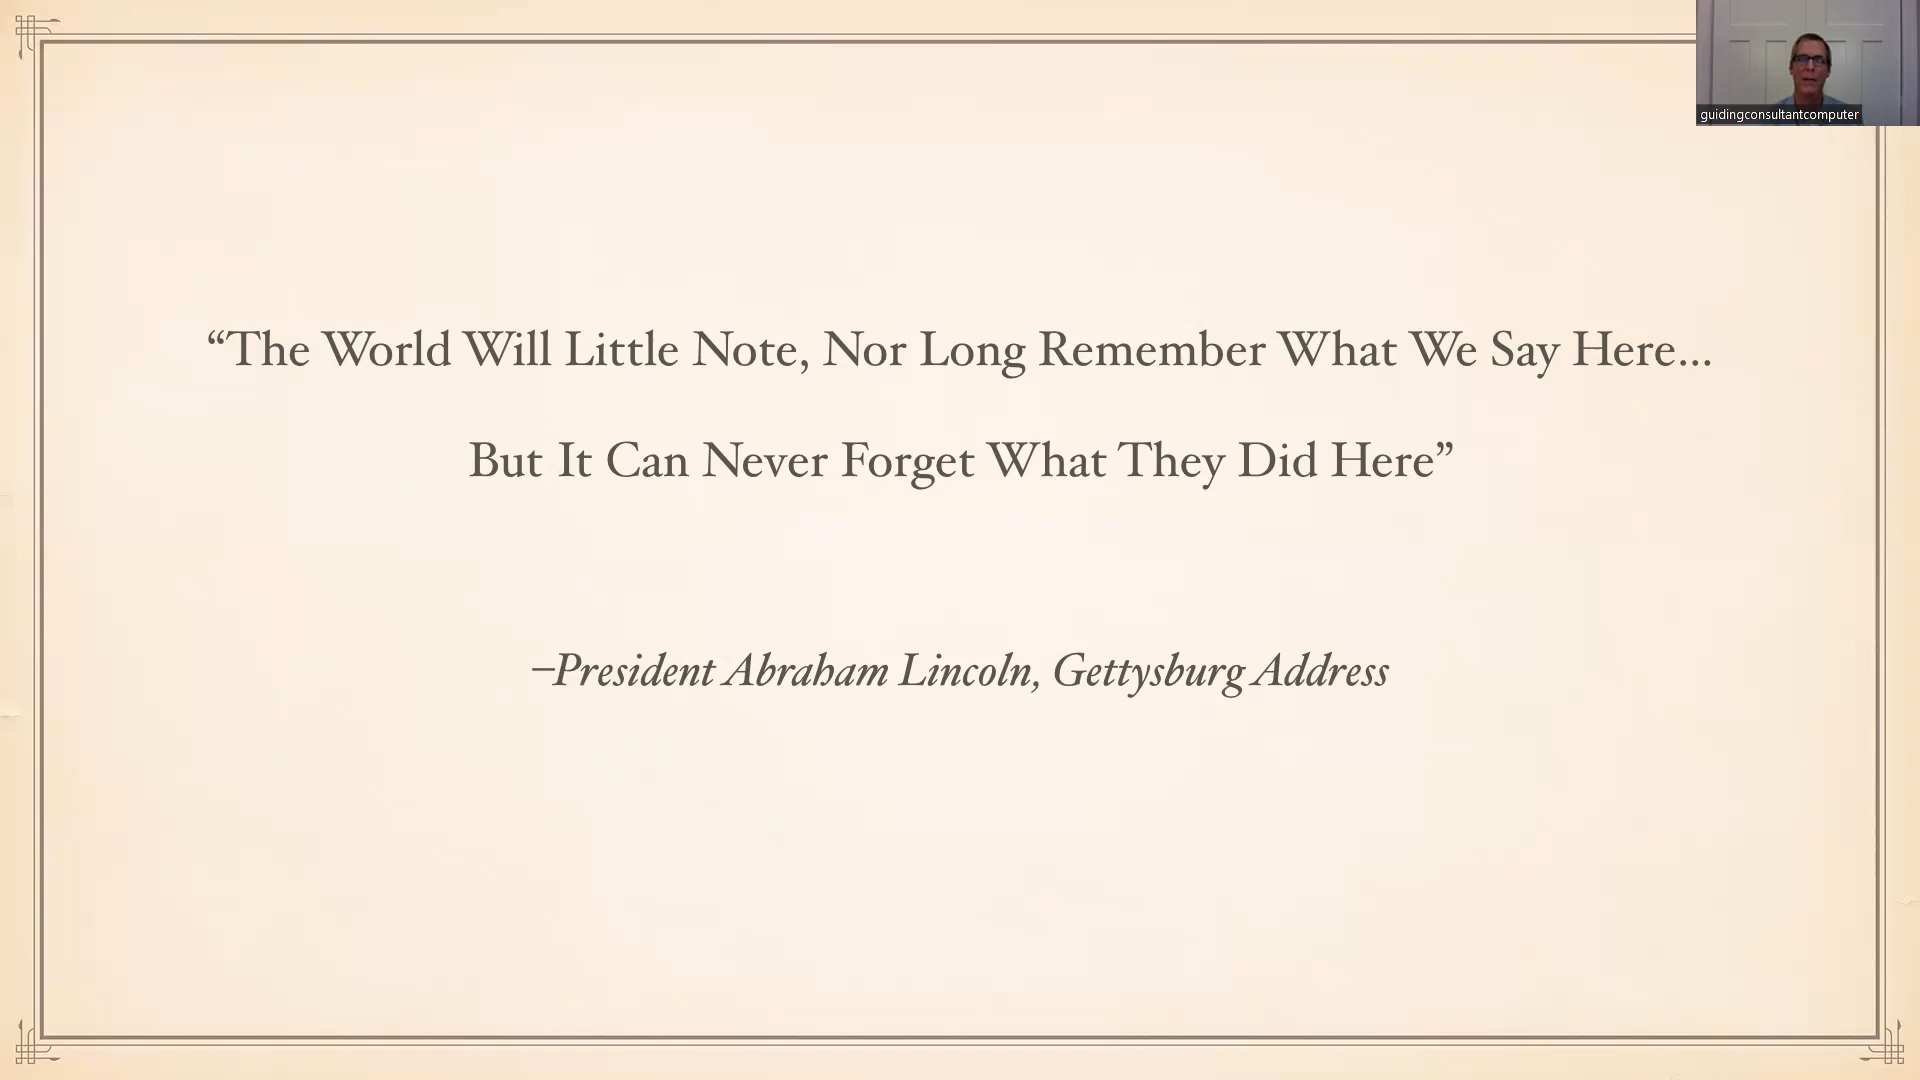 guidingconsultantcomputer
“The World Will Little Note, Nor Long Remember What We Say Here...
But It Can Never Forget What They Did Here”
–President Abraham Lincoln, Gettysburg Address